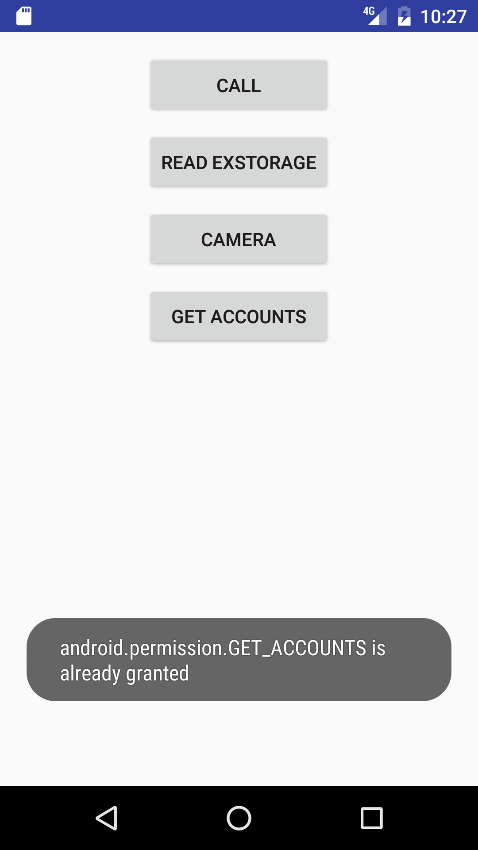 4G 10:27
CALL
READ EXSTORAGE
CAMERA
GET ACCOUNTS
android.permission.GET_ACCOUNTS is
already granted